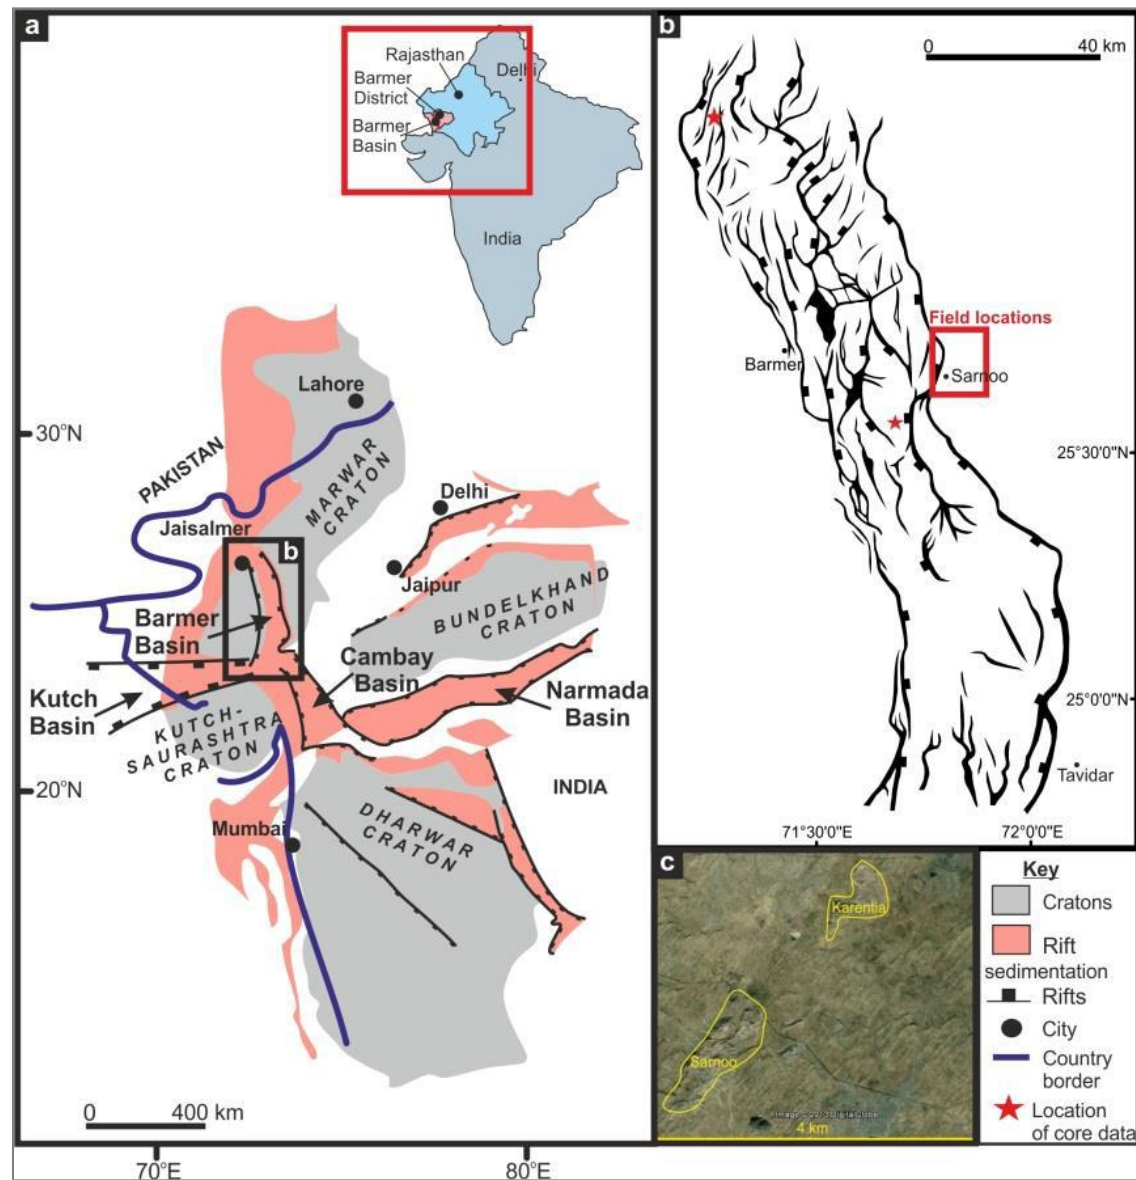 a
Rajasthan
Delhi
Barmer
District
Barmer
Basin
India
Lahore
30°N
PAKISTAN
MARWAR
CRATON
Delhi
Jaisalmer
b
Jaipur
BUNDELKHAND
CRATON
Barmer
Basin
Cambay
Basin
Kutch
Basin
Narmada
Basin
KUTCH-
SAURASHTRA
CRATON
20°N
INDIA
Mumbai
DHARWAR
CRATON
0 400 km
70°E 80°E
b
0 40 km
Field locations
Barmer
Sarnoo
25°30'0"N
25°0'0"N
Tavidar
71°30'0"E 72°0'0"E
c
Karentia
Sarnoo
Image © 2013 DigitalGlobe
4 km
Key
Cratons
Rift
sedimentation
Rifts
City
Country
border
Location
of core data